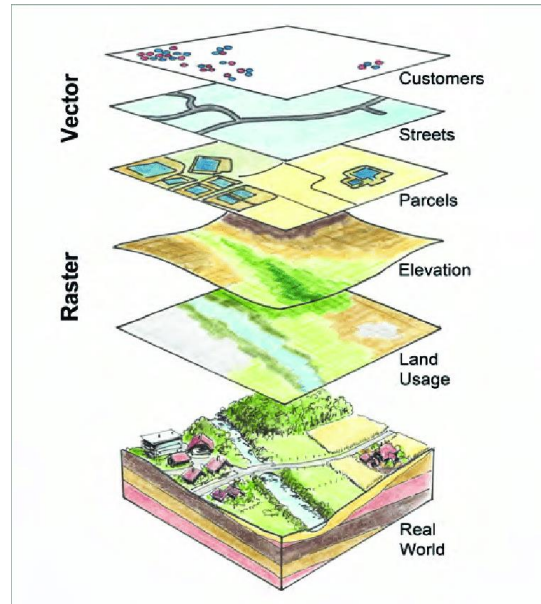 Vector
Customers
Streets
Parcels
Raster
Elevation
Land
Usage
Real
World